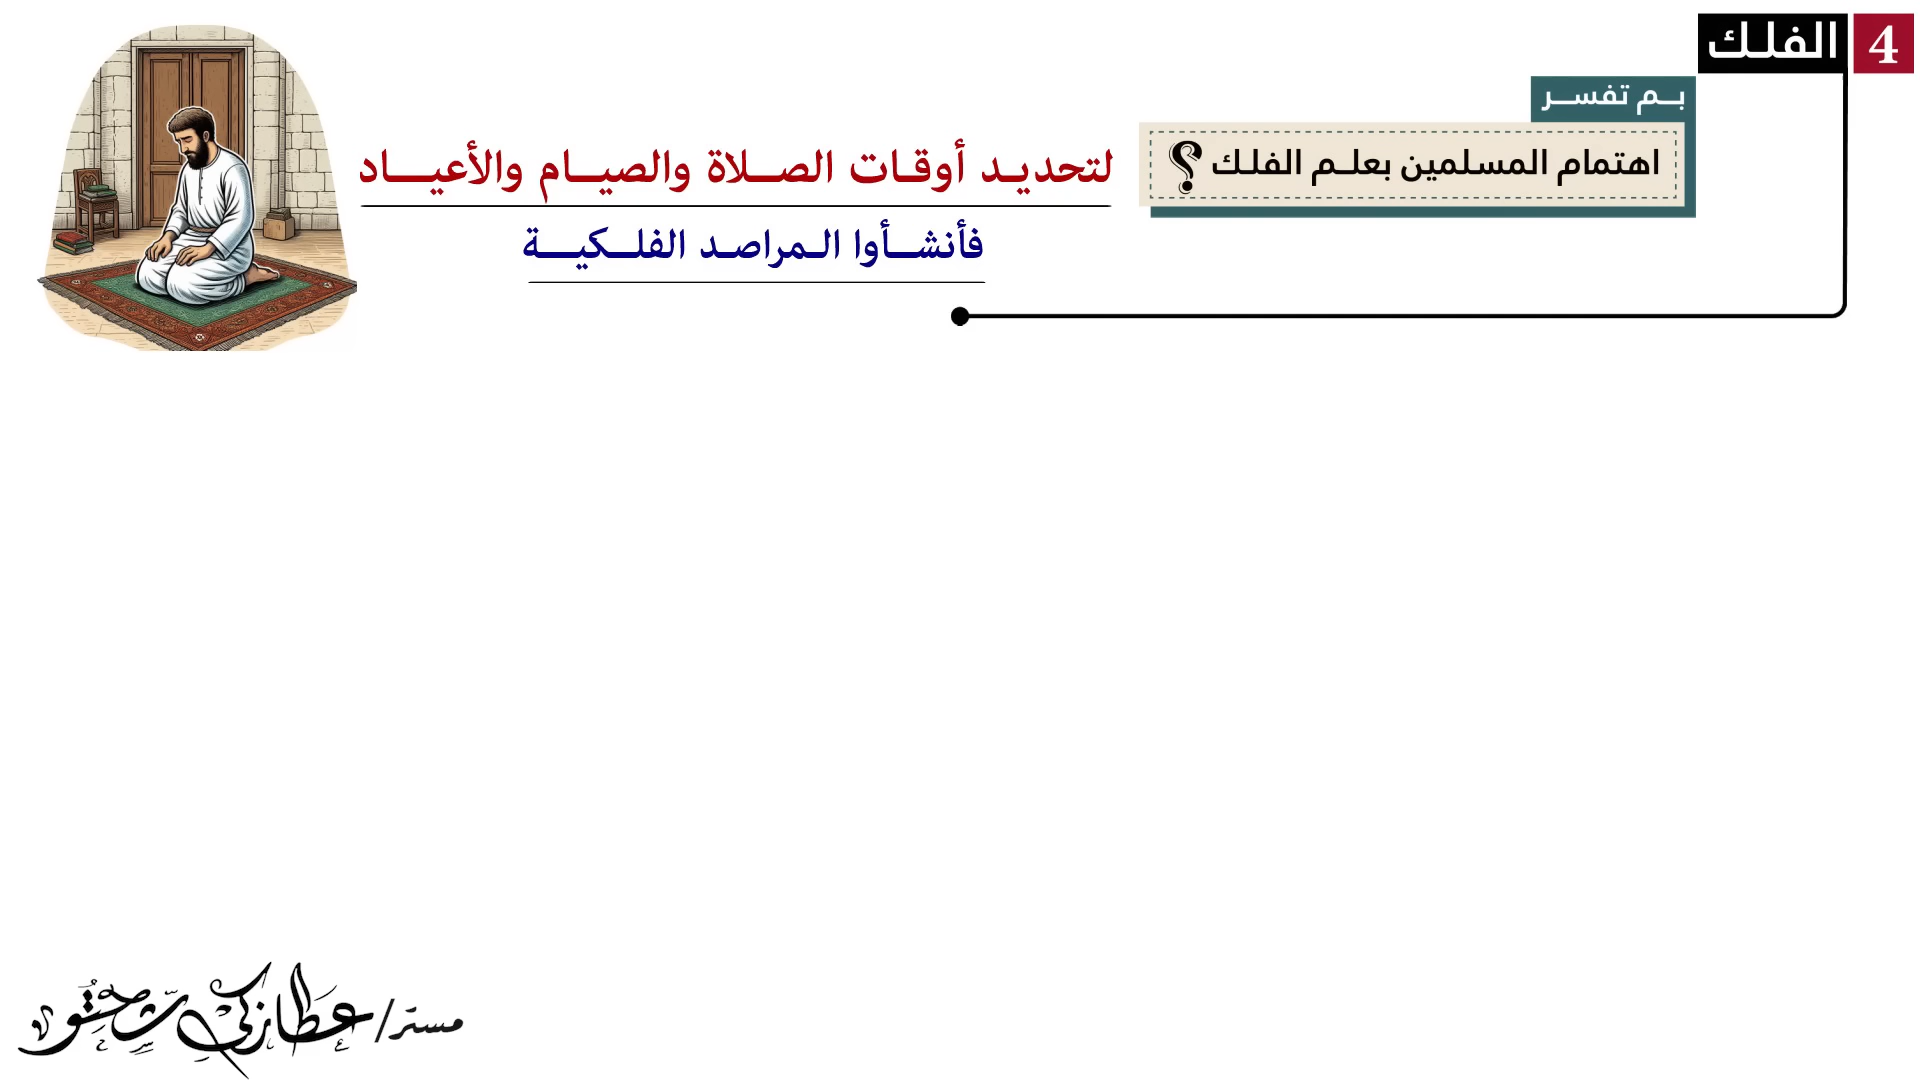 4 الفلك
بم تفسر
اهتمام المسلمين بعلم الفلك ؟
لتحديد أوقات الصلاة والصيام والأعياد
فأنشأوا المراصد الفلكية
مستر/ عطا زكي شحتو